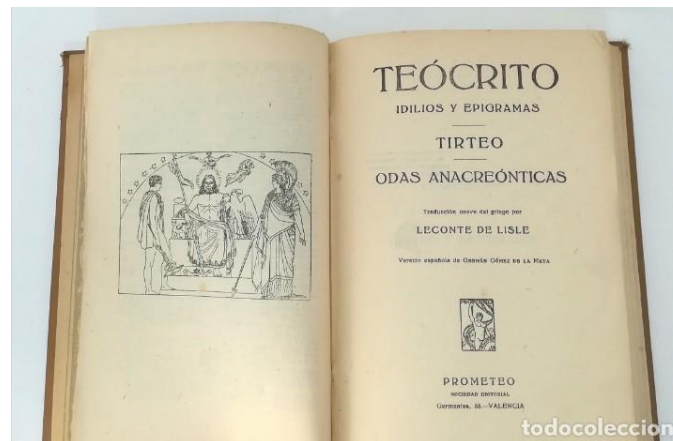 TEÓCRITO
IDILIOS Y EPIGRAMAS
TIRTEO
ODAS ANACREÓNTICAS
Traducción nueva del griego por
LECONTE DE LISLE
Versión española de GERMÁN GÓMEZ DE LA MATA
PROMETEO
SOCIEDAD EDITORIAL
Germanías, 33.—VALENCIA
todocoleccion